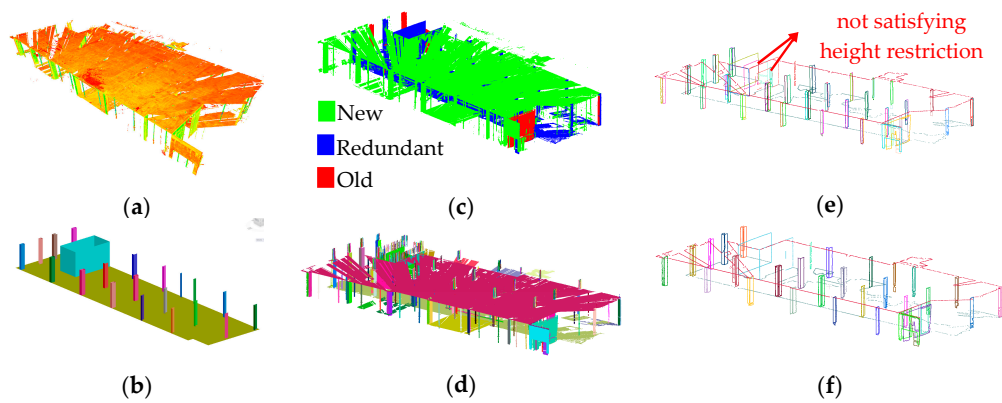 not satisfying
height restriction
New
Redundant
Old
(a)
(c)
(e)
(b)
(d)
(f)